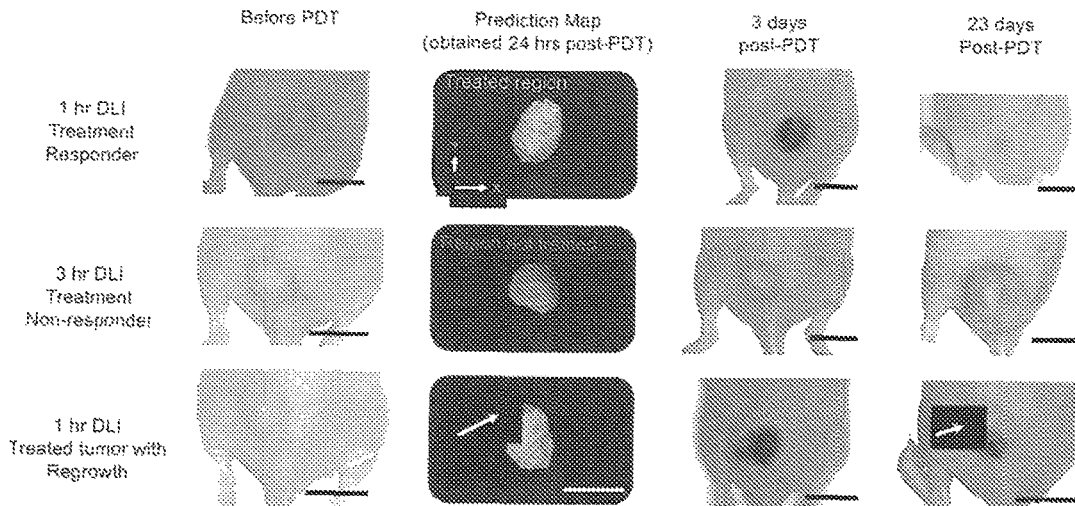 Before PDT
Prediction Map
(obtained 24 hrs post-PDT)
3 days
post-PDT
23 days
Post-PDT
1 hr DLI
Treatment
Responder
Treated region
3 hr DLI
Treatment
Non-responder
1 hr DLI
Treated tumor with
Regrowth